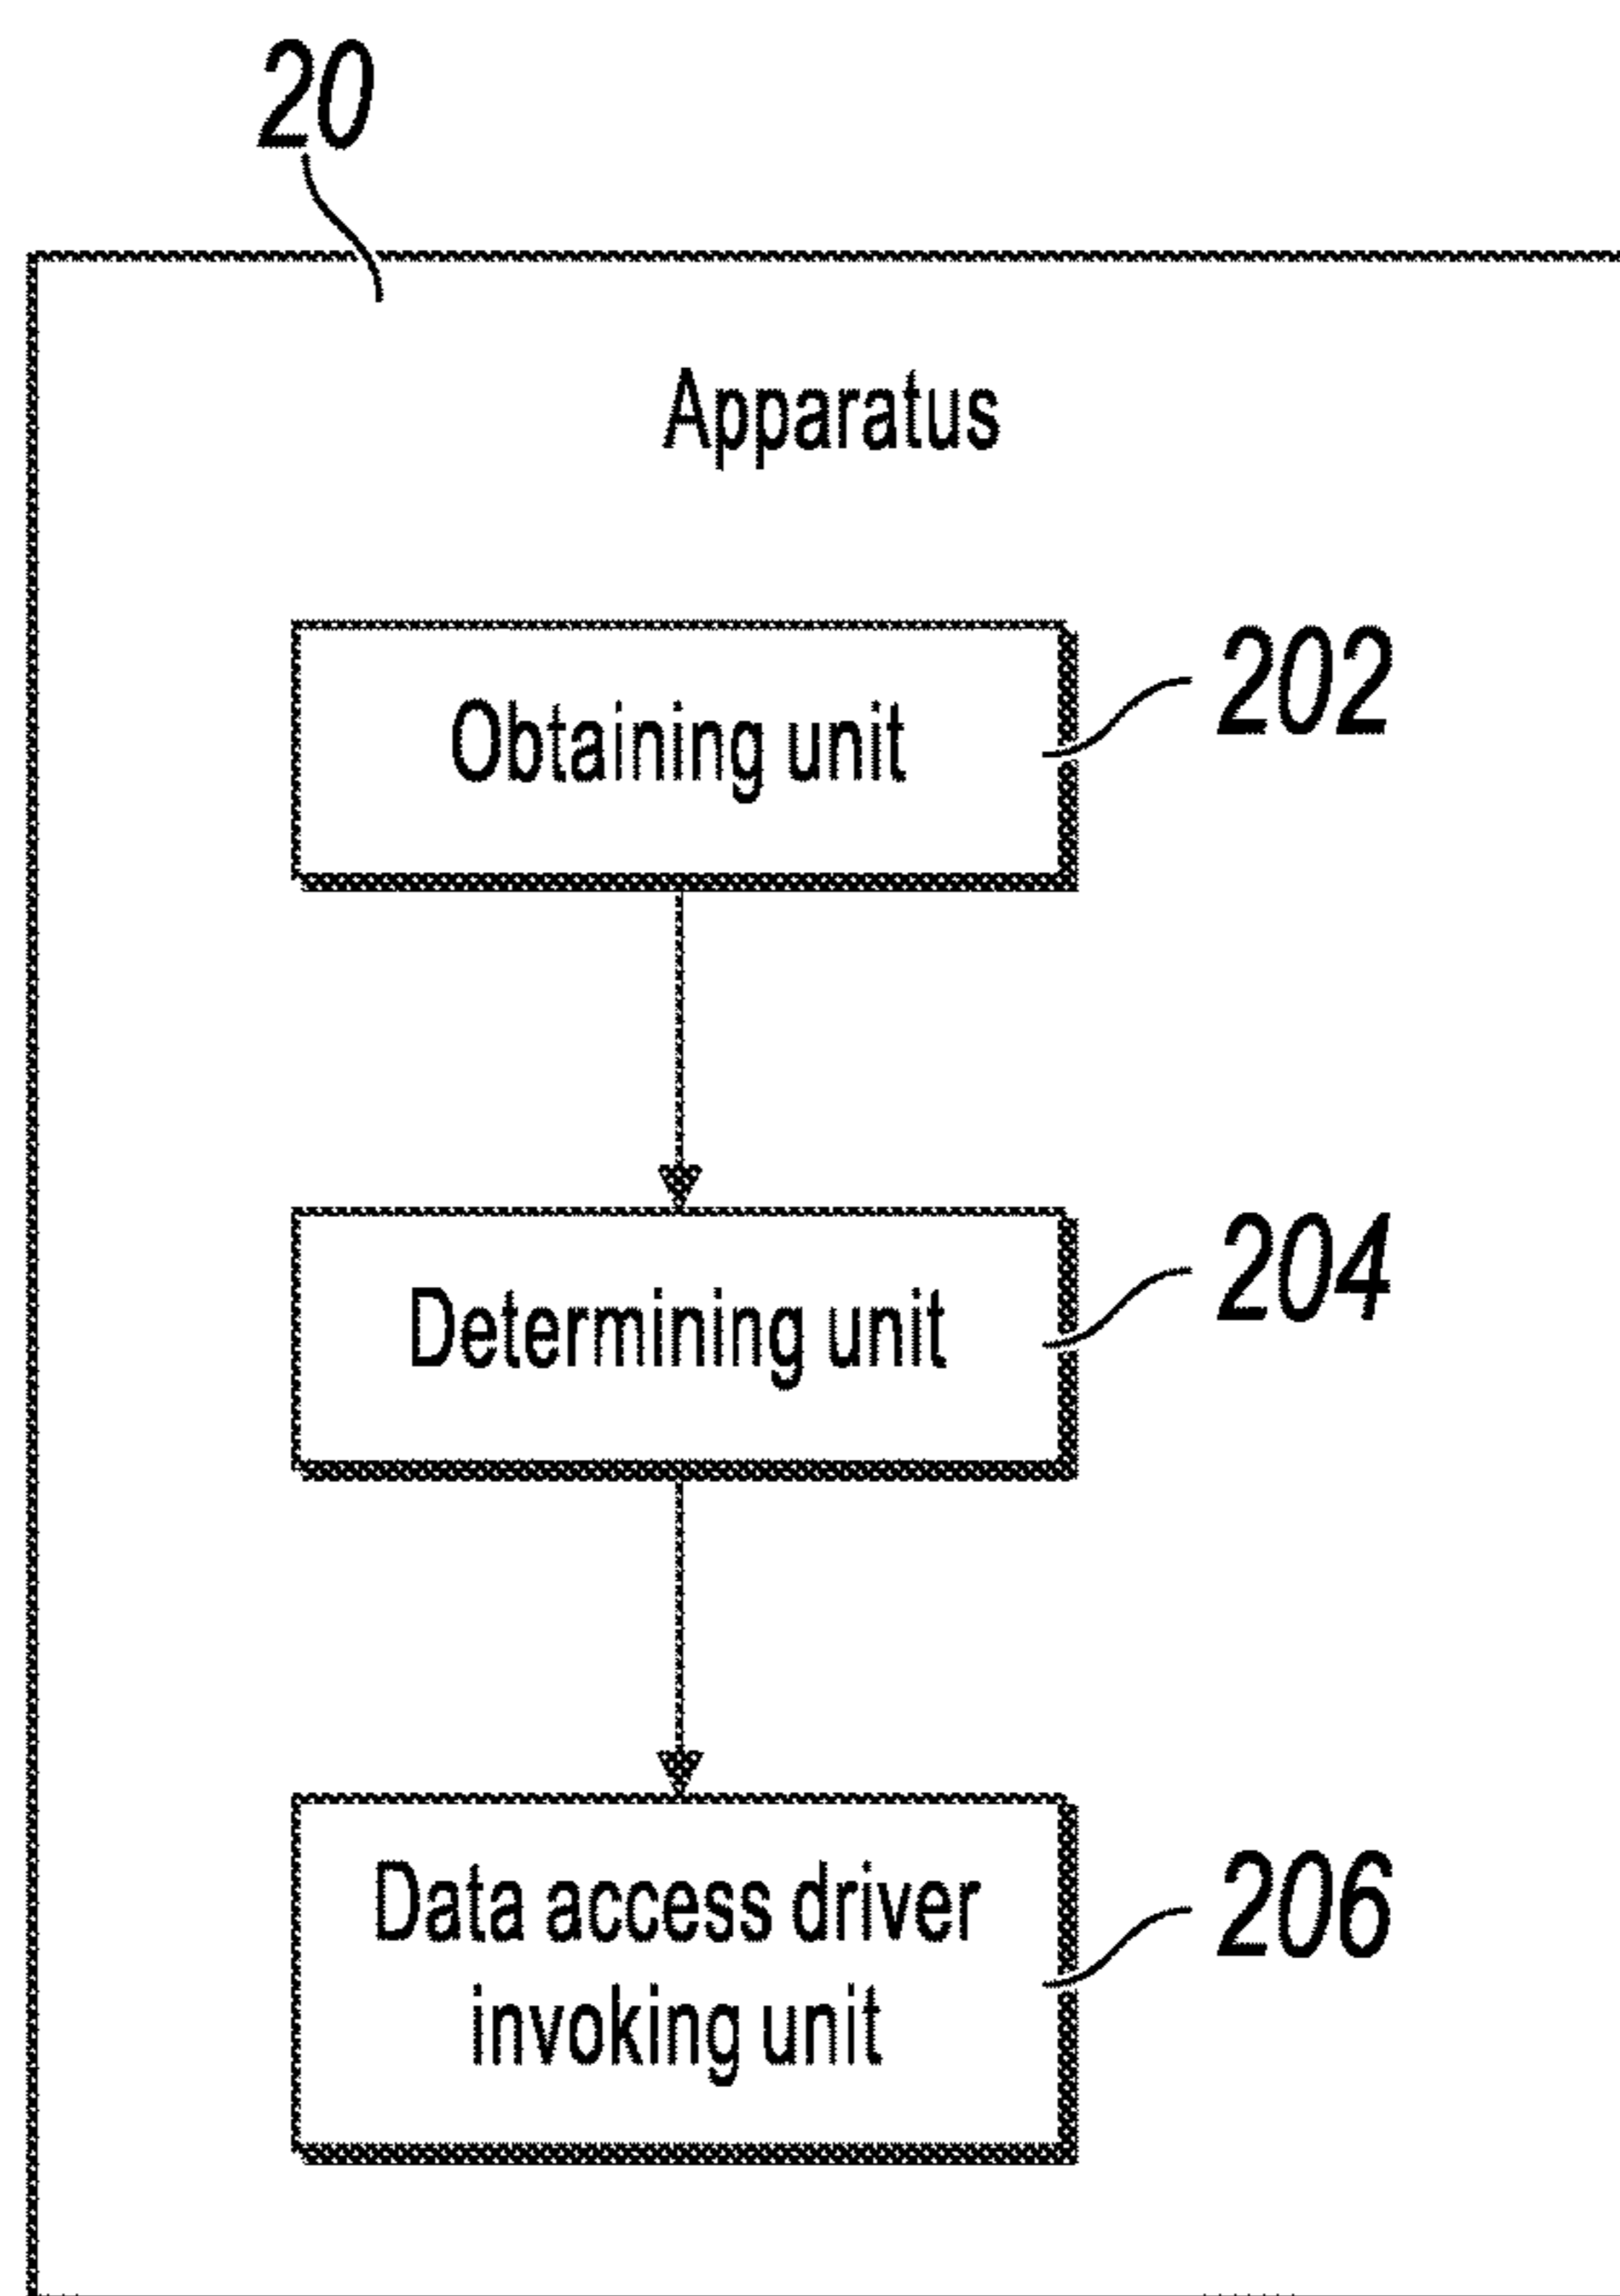 20
Apparatus
Obtaining unit
202
Determining unit
204
Data access driver
invoking unit
206